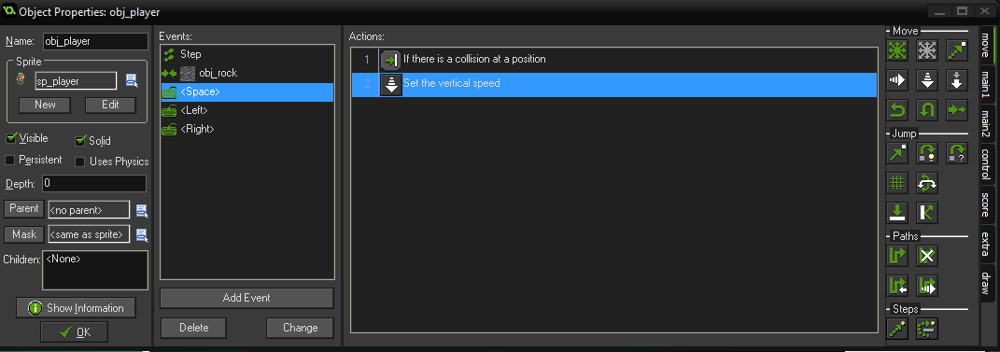 Object Properties: obj_player
Name: obj_player
Sprite
sp_player
New Edit
Visible Solid
Persistent Uses Physics
Depth: 0
Parent <no parent>
Mask <same as sprite>
Children: <None>
Show Information
OK
Events:
Step
obj_rock
<Space>
<Left>
<Right>
Add Event
Delete Change
Actions:
1 If there is a collision at a position
2 Set the vertical speed
Move
Jump
?
Paths
Steps
move
main1
main2
control
score
extra
draw